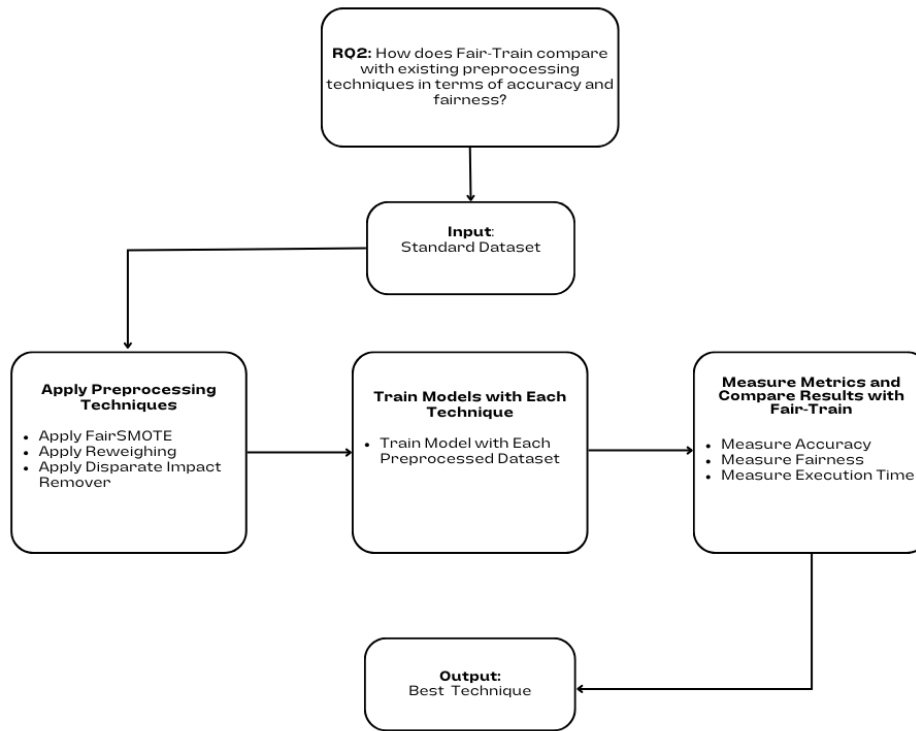 RQ2: How does Fair-Train compare
with existing preprocessing
techniques in terms of accuracy and
fairness?
Input:
Standard Dataset
Apply Preprocessing
Techniques
• Apply FairSMOTE
• Apply Reweighing
• Apply Disparate Impact
Remover
Train Models with Each
Technique
• Train Model with Each
Preprocessed Dataset
Measure Metrics and
Compare Results with
Fair-Train
• Measure Accuracy
• Measure Fairness
• Measure Execution Time
Output:
Best Technique